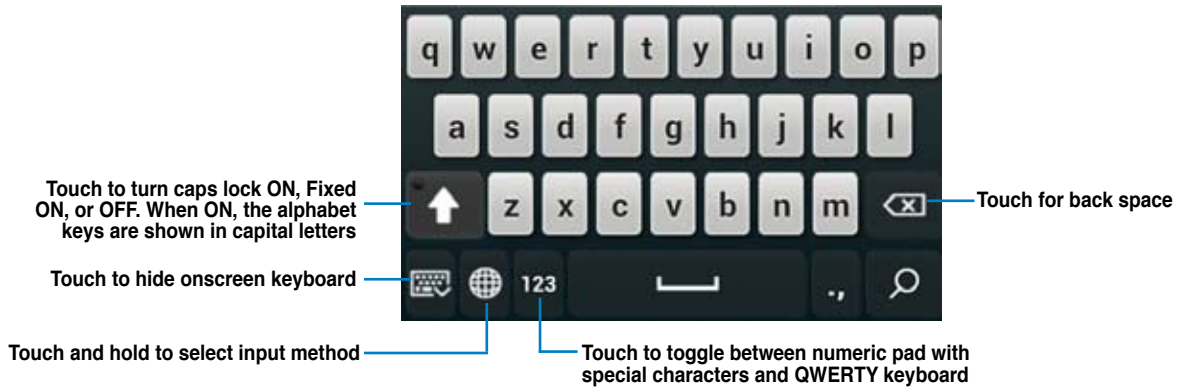 q w e r t y u i o p
a s d f g h j k l
Touch to turn caps lock ON, Fixed
ON, or OFF. When ON, the alphabet
keys are shown in capital letters
z x c v b n m
Touch for back space
Touch to hide onscreen keyboard
123
.,
Touch and hold to select input method
Touch to toggle between numeric pad with
special characters and QWERTY keyboard